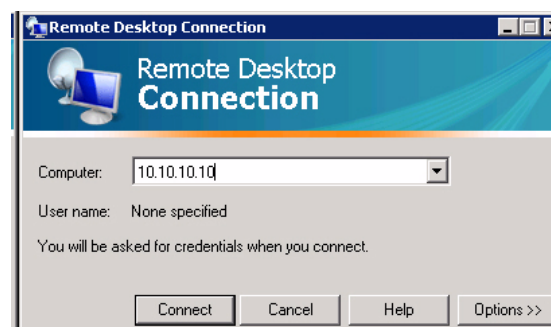 Remote Desktop Connection
Remote Desktop
Connection
Computer: 10.10.10.10
User name: None specified
You will be asked for credentials when you connect.
Connect Cancel Help Options >>